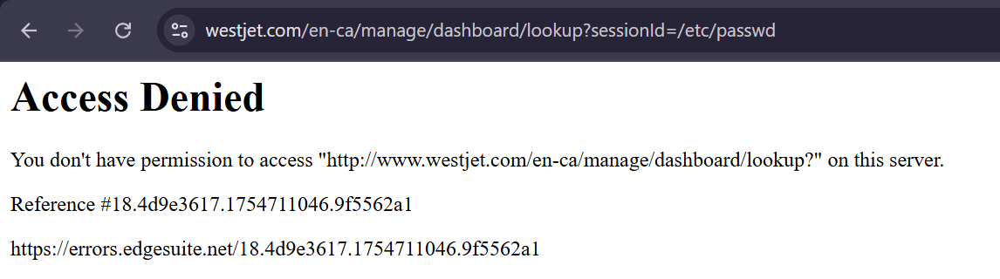 westjet.com/en-ca/manage/dashboard/lookup?sessionId=/etc/passwd
Access Denied
You don't have permission to access "http://www.westjet.com/en-ca/manage/dashboard/lookup?" on this server.
Reference #18.4d9e3617.1754711046.9f5562a1
https://errors.edgesuite.net/18.4d9e3617.1754711046.9f5562a1